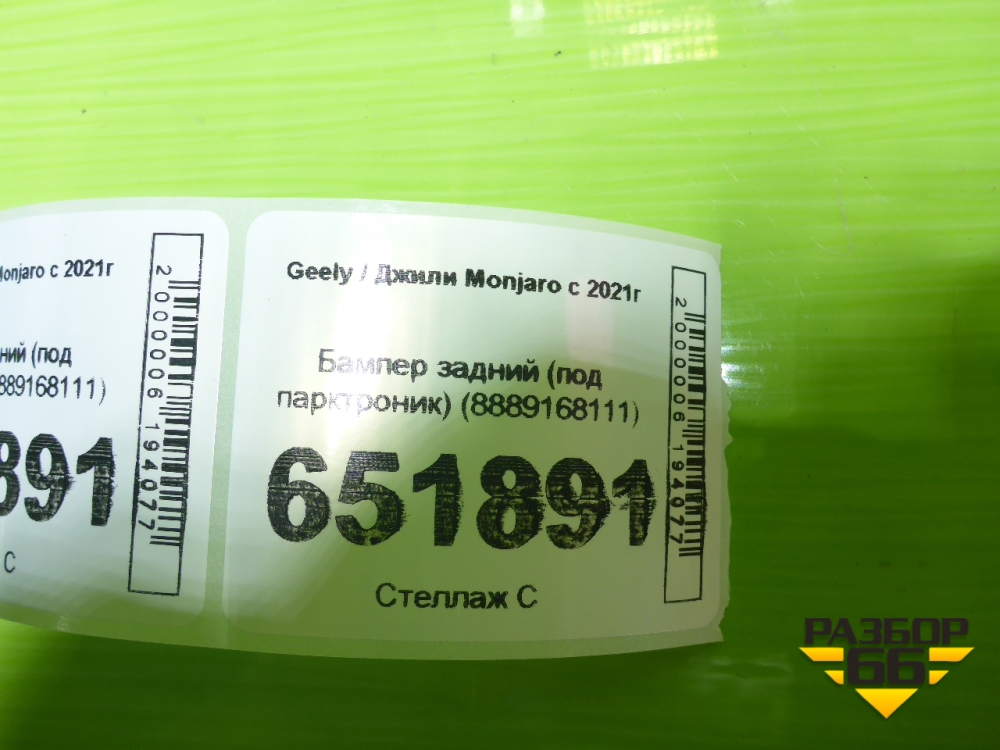 Monjaro с 2021г
ний (под
889168111)
891
С
2000006194077
Geely / Джили Monjaro с 2021г
Бампер задний (под
парктроник) (8889168111)
651891
Стеллаж С
2000006194077
РАЗБОР
66